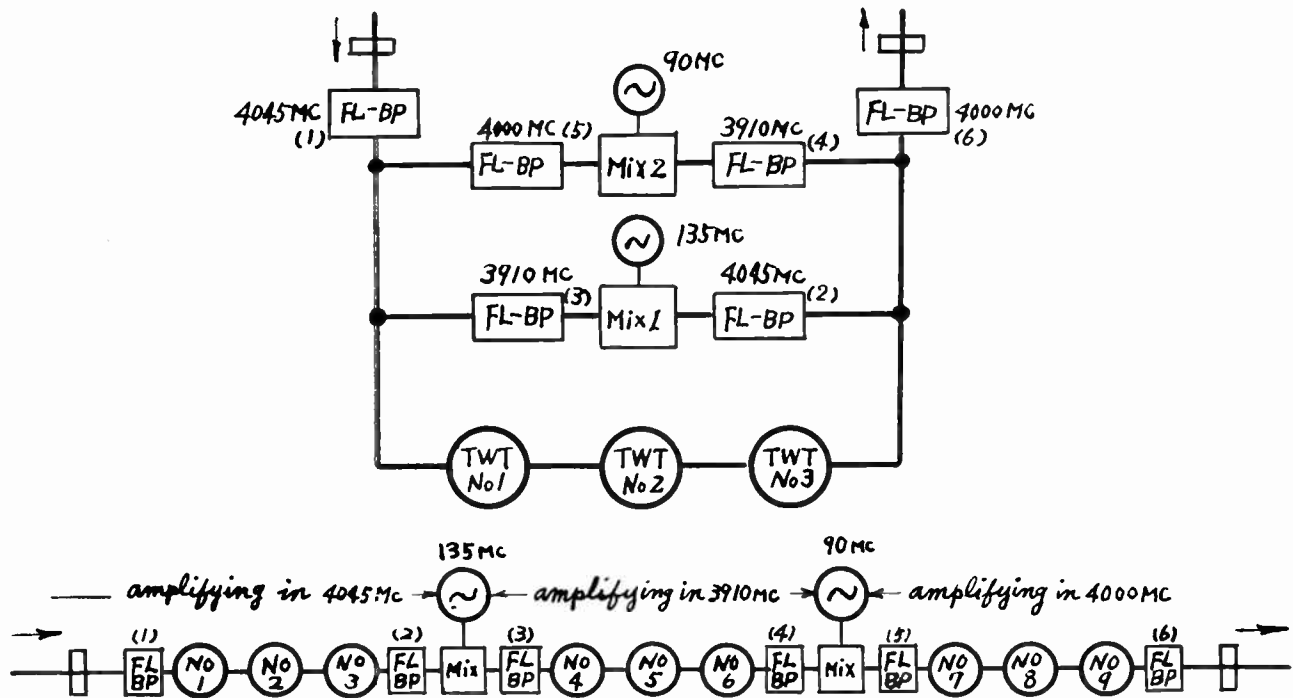 90MC
4045MC
(1)
FL-BP
FL-BP
4000MC
(6)
4000MC (5)
3910MC
(4)
FL-BP
Mix2
FL-BP
135MC
3910MC
(3)
4045MC
(2)
FL-BP
Mix1
FL-BP
TWT
No1
TWT
No2
TWT
No3
135MC
90MC
amplifying in 4045MC
amplifying in 3910MC
amplifying in 4000MC
(1)
(2)
(3)
(4)
(5)
(6)
FL
BP
NO
1
NO
2
NO
3
FL
BP
Mix
FL
BP
NO
4
NO
5
NO
6
FL
BP
Mix
FL
BP
NO
7
NO
8
NO
9
FL
BP